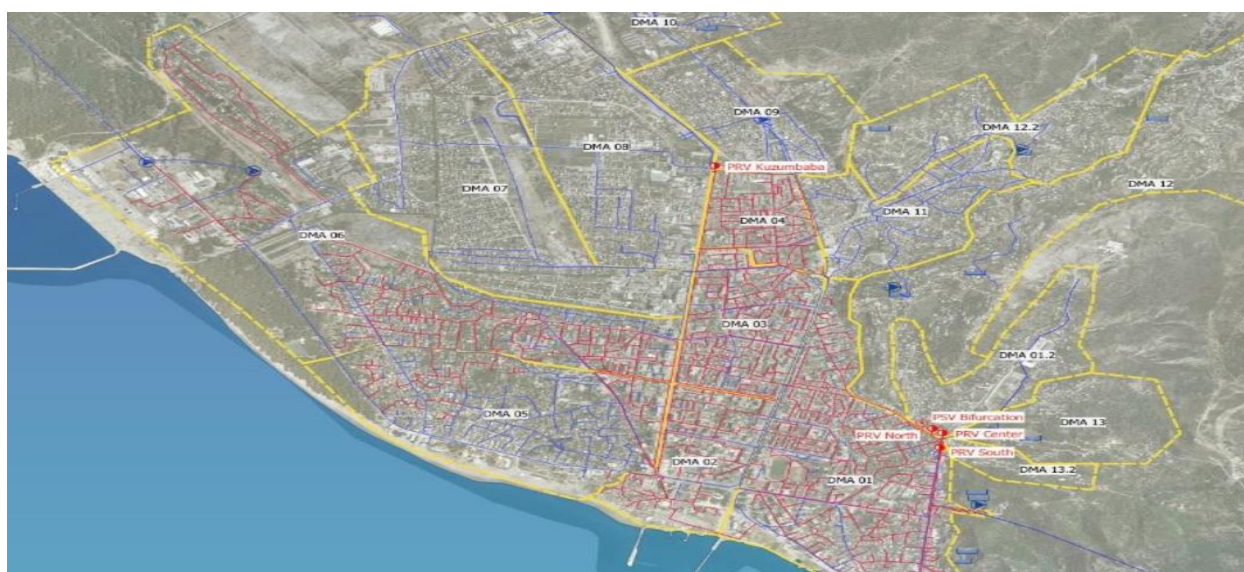 DMA 10
DMA 09
DMA 12.2
DMA 08
PRV Kuzumbaba
DMA 07
DMA 12
DMA 11
DMA 04
DMA 06
DMA 03
DMA 01.2
DMA 05
PSV Bifurcation
DMA 13
PRV North
PRV Center
PRV South
DMA 02
DMA 13.2
DMA 01